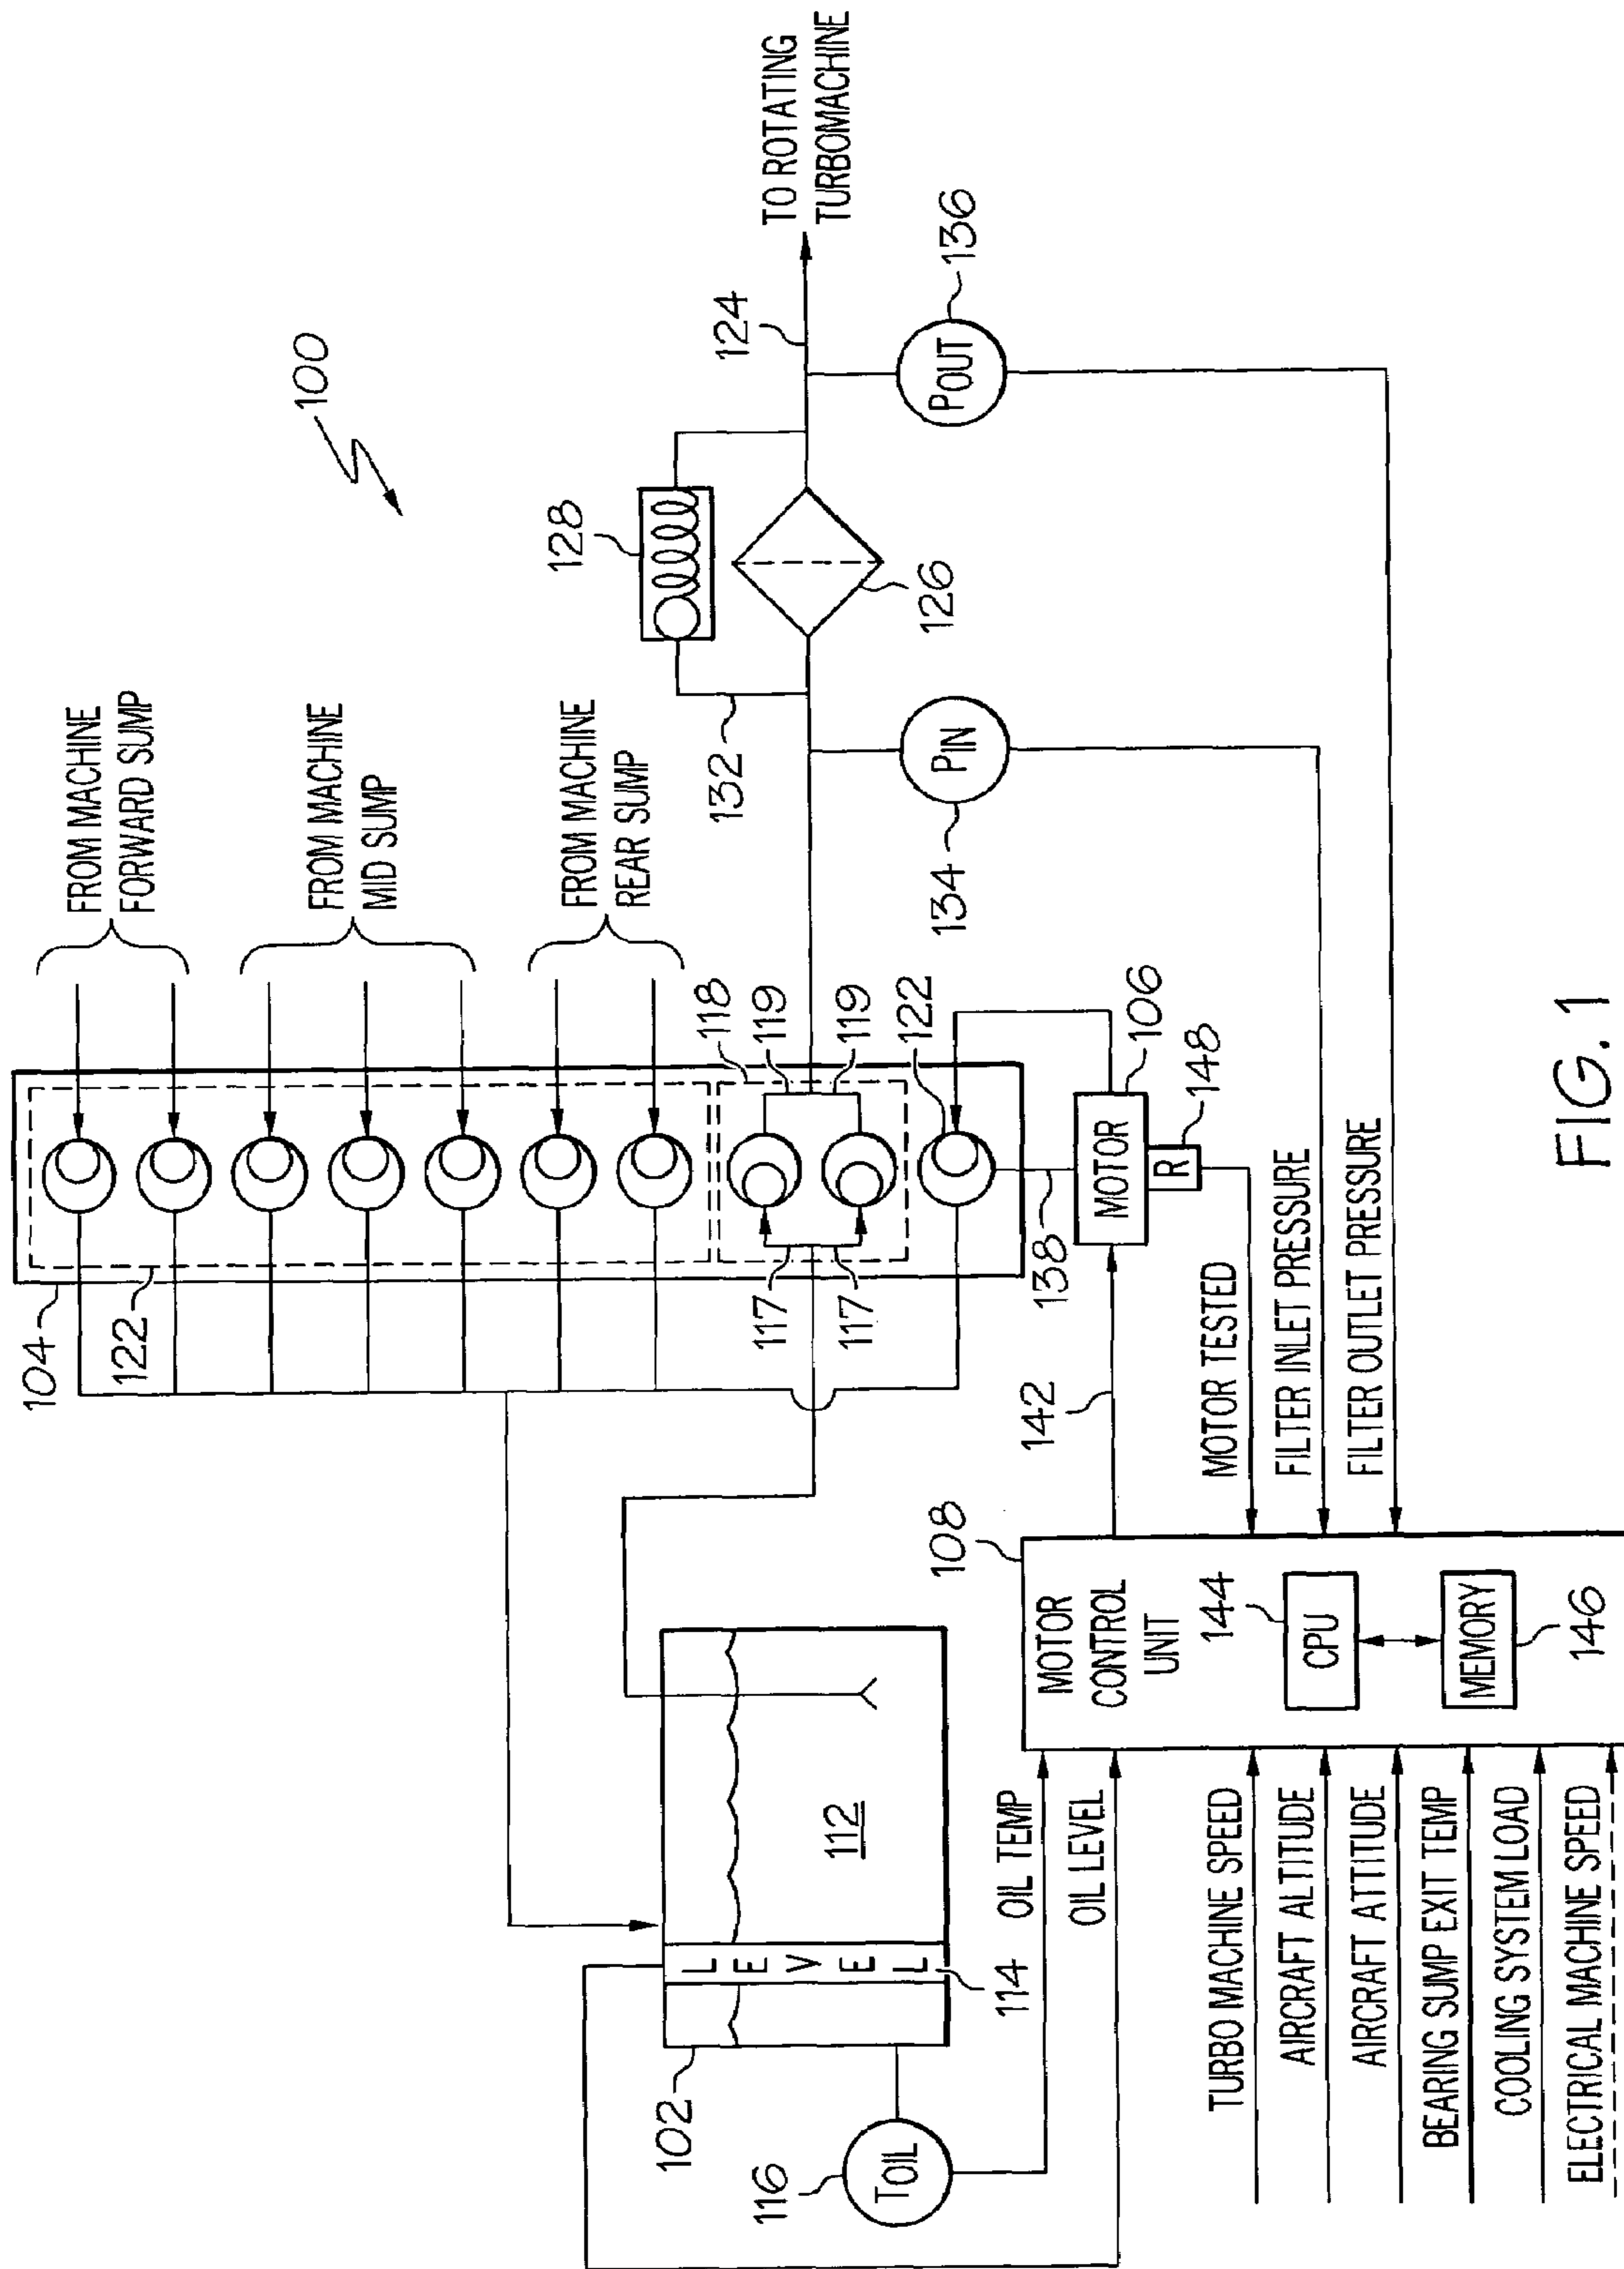 100
FROM MACHINE
FORWARD SUMP
FROM MACHINE
MID SUMP
FROM MACHINE
REAR SUMP
104
122
118
119
119
117
117
122
128
132
126
124
TO ROTATING
TURBOMACHINE
PIN
134
POUT
136
138
MOTOR
106
R
148
142
102
112
LEVEL
114
TOIL
116
OIL TEMP
OIL LEVEL
108
MOTOR
CONTROL
UNIT
144
CPU
MEMORY
146
MOTOR TESTED
FILTER INLET PRESSURE
FILTER OUTLET PRESSURE
TURBO MACHINE SPEED
AIRCRAFT ALTITUDE
AIRCRAFT ATTITUDE
BEARING SUMP EXIT TEMP
COOLING SYSTEM LOAD
ELECTRICAL MACHINE SPEED
FIG. 1